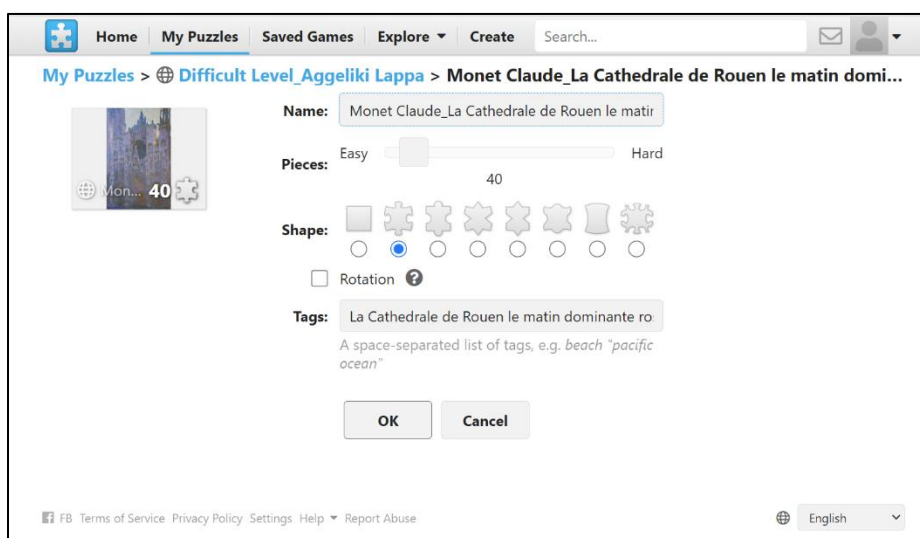 Home My Puzzles Saved Games Explore Create Search...
My Puzzles > Difficult Level_Aggeliki Lappa > Monet Claude_La Cathedrale de Rouen le matin domi...
Name: Monet Claude_La Cathedrale de Rouen le matir
Mon... 40
Pieces: Easy Hard
40
Shape:
Rotation ?
Tags: La Cathedrale de Rouen le matin dominante ro
A space-separated list of tags, e.g. beach "pacific
ocean"
OK Cancel
FB Terms of Service Privacy Policy Settings Help Report Abuse English